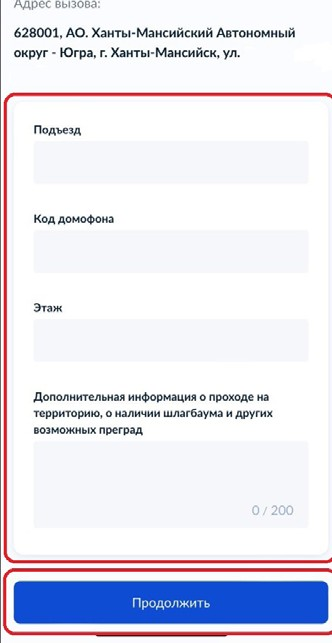 Адрес вызова:
628001, АО. Ханты-Мансийский Автономный
округ - Югра, г. Ханты-Мансийск, ул.
Подъезд
Код домофона
Этаж
Дополнительная информация о проходе на
территорию, о наличии шлагбаума и других
возможных преград
0 / 200
Продолжить